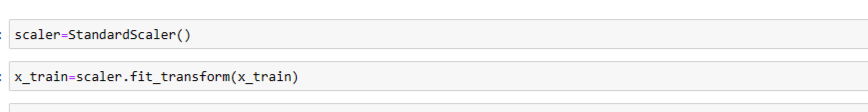 scaler=StandardScaler()
x_train=scaler.fit_transform(x_train)